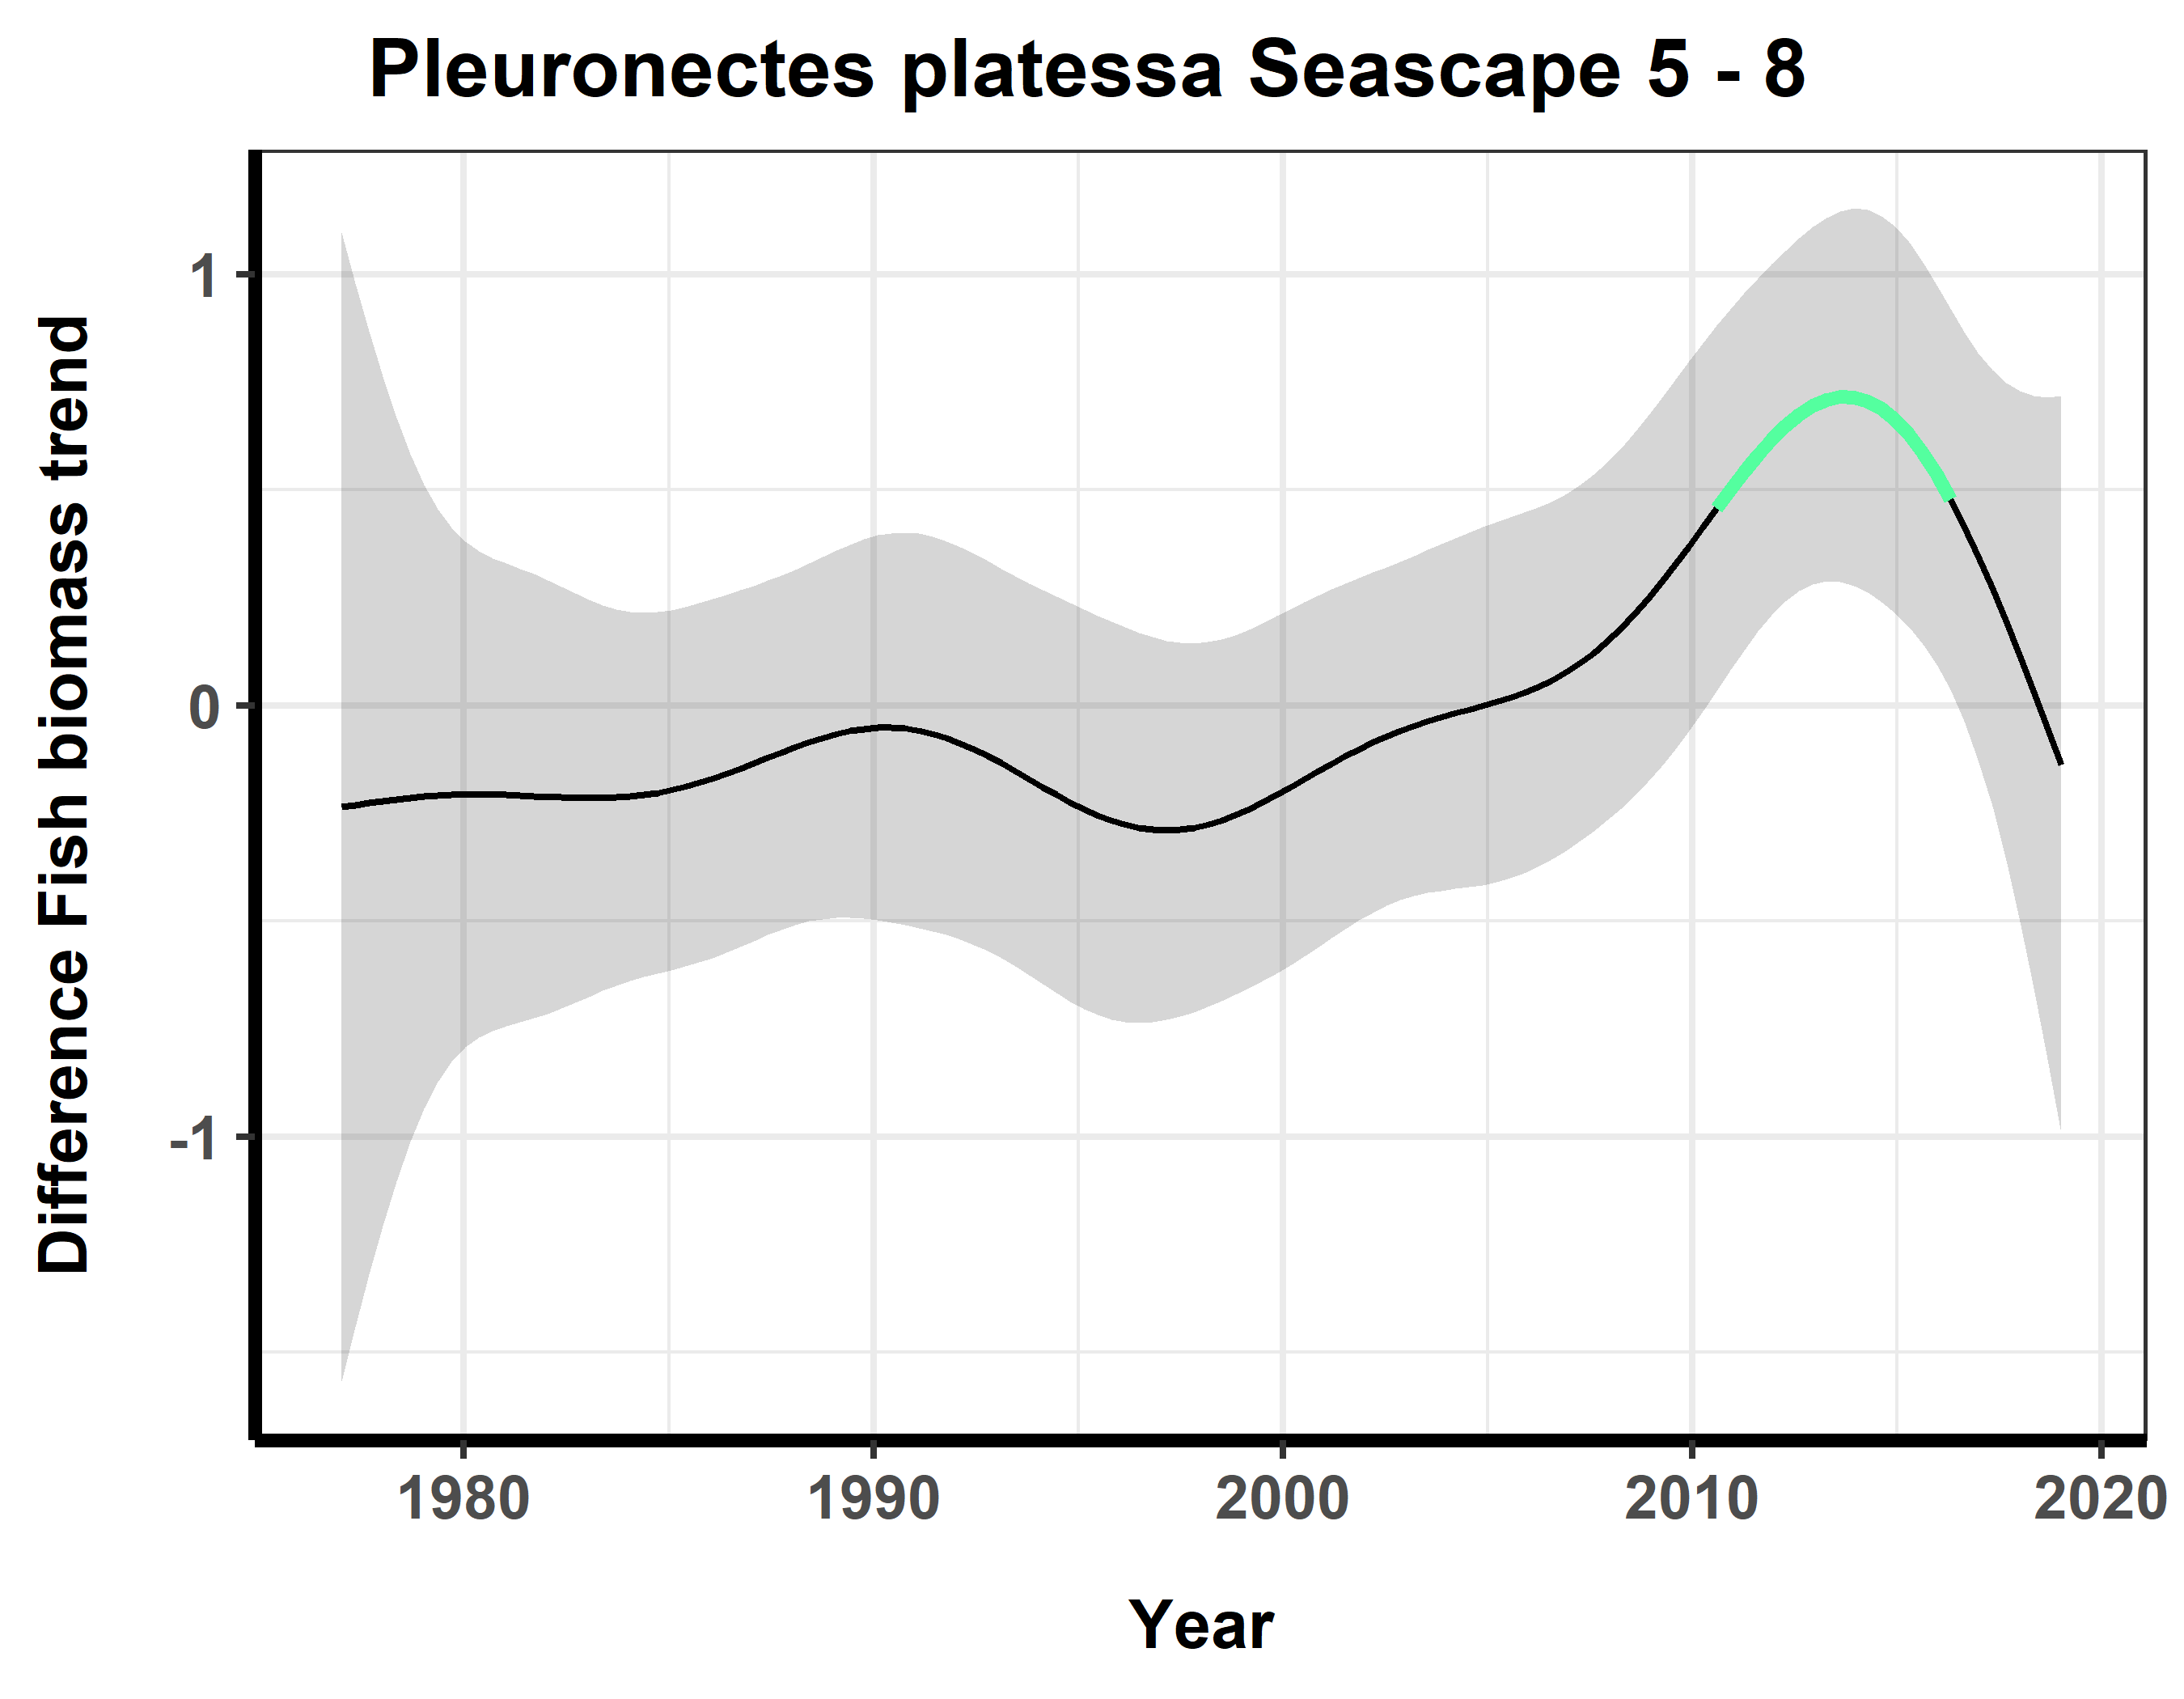 Pleuronectes platessa Seascape 5 - 8
Difference Fish biomass trend
1
0
-1
1980
1990
2000
2010
2020
Year